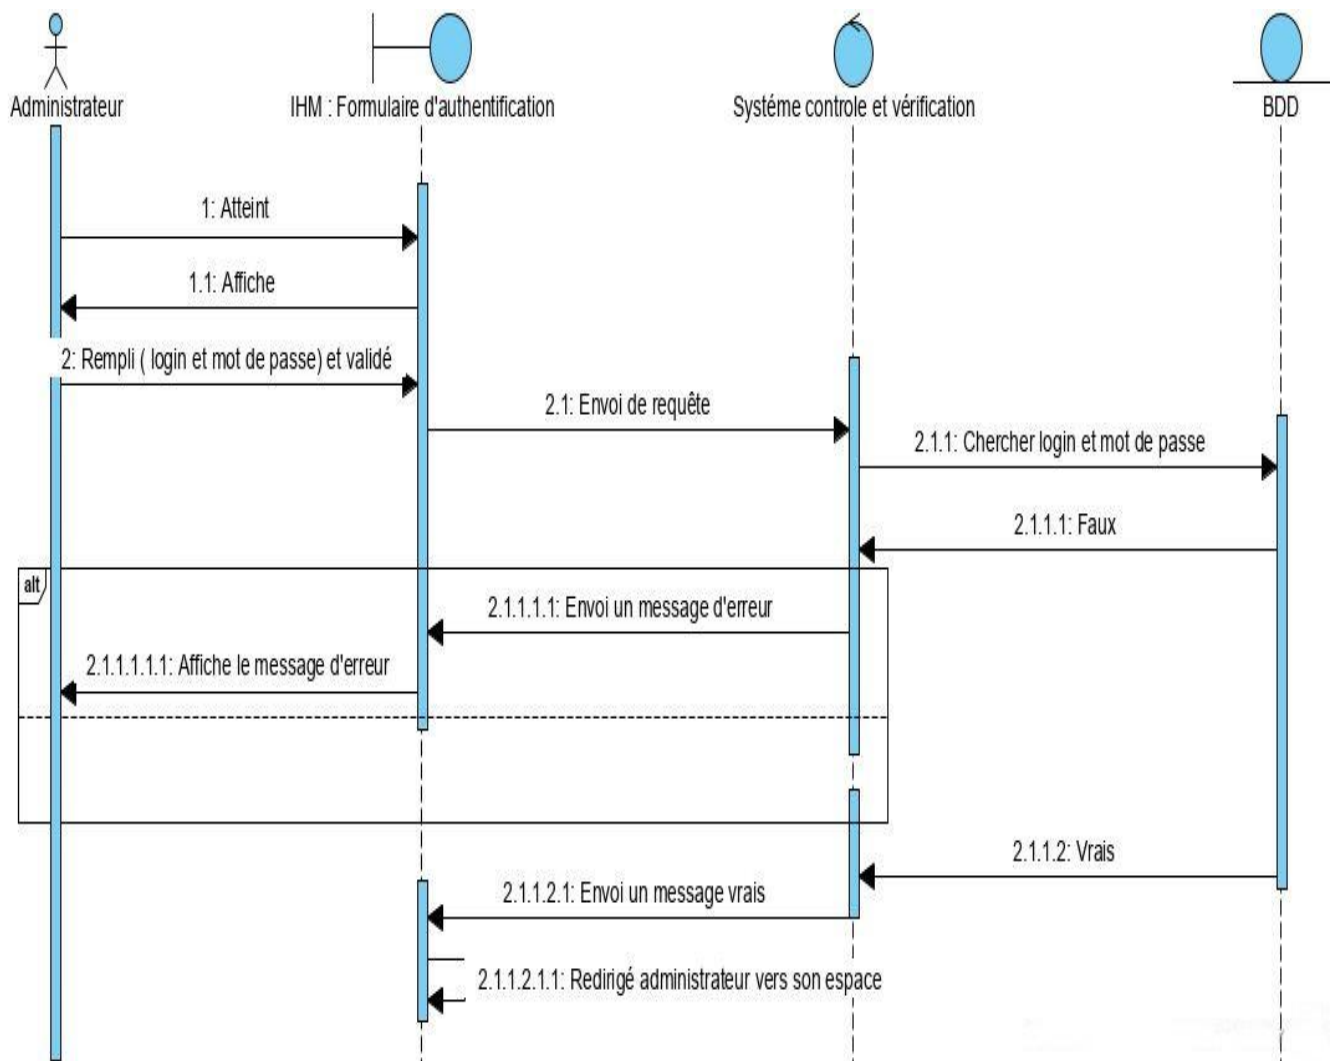 Administrateur
IHM : Formulaire d'authentification
Systéme controle et vérification
BDD
1: Atteint
1.1: Affiche
2: Rempli ( login et mot de passe) et validé
2.1: Envoi de requête
2.1.1: Chercher login et mot de passe
2.1.1.1: Faux
alt
2.1.1.1.1: Envoi un message d'erreur
2.1.1.1.1.1: Affiche le message d'erreur
2.1.1.2: Vrais
2.1.1.2.1: Envoi un message vrais
2.1.1.2.1.1: Redirigé administrateur vers son espace